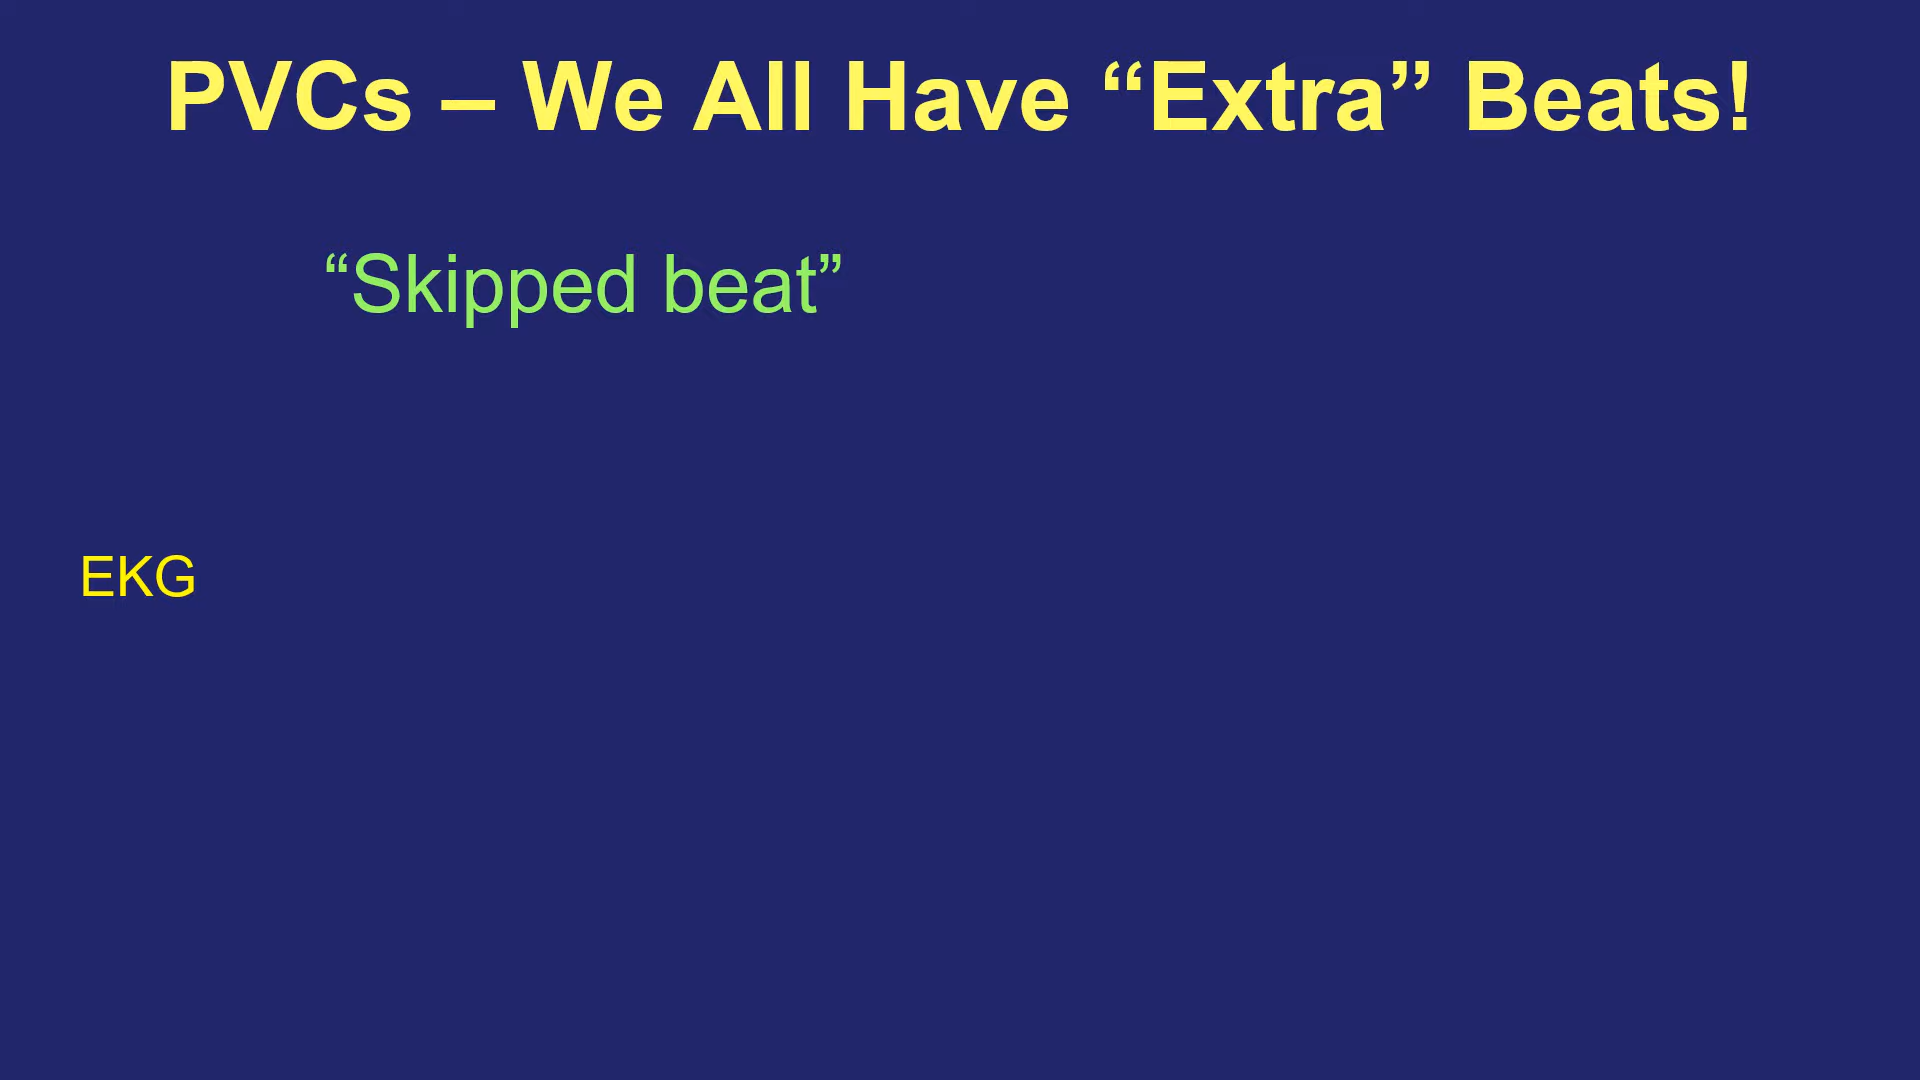 PVCs – We All Have “Extra” Beats!
“Skipped beat”
EKG